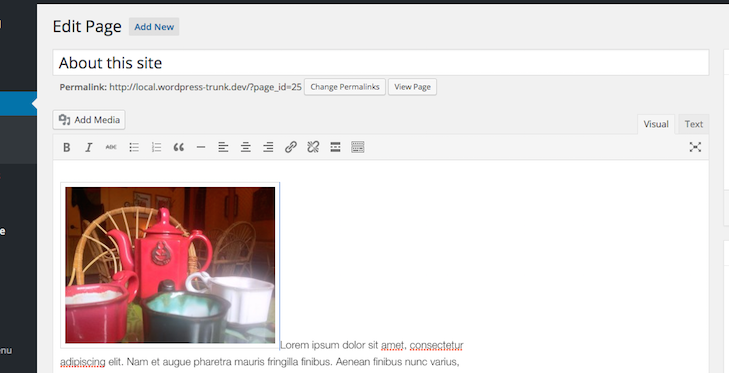 Edit Page Add New
About this site
Permalink: http://local.wordpress-trunk.dev/?page_id=25 Change Permalinks View Page
Add Media
Visual Text
B I ABC
Lorem ipsum dolor sit amet, consectetur
adipiscing elit. Nam et augue pharetra mauris fringilla finibus. Aenean finibus nunc varius,